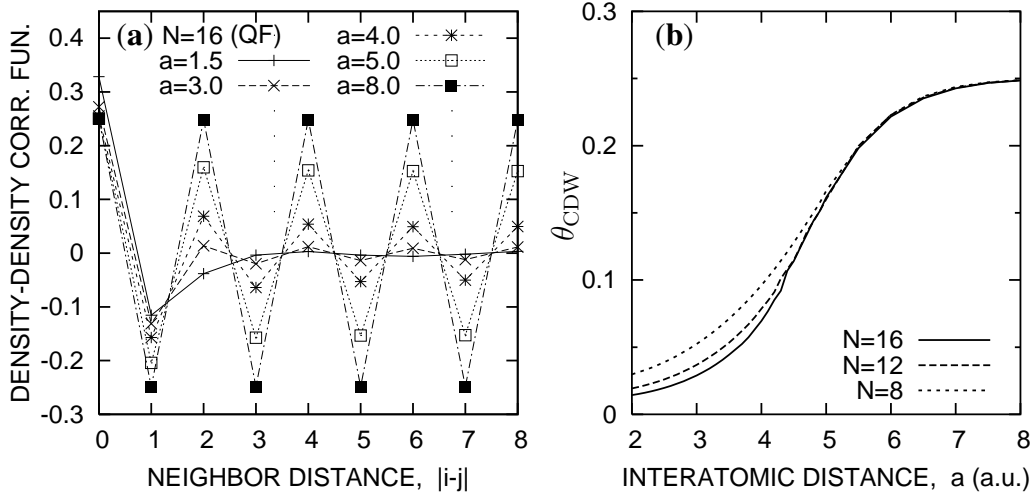 (a) N=16 (QF)
a=1.5
a=3.0
a=4.0
a=5.0
a=8.0
DENSITY-DENSITY CORR. FUN.
0.4
0.3
0.2
0.1
0
-0.1
-0.2
-0.3
0 1 2 3 4 5 6 7 8
NEIGHBOR DISTANCE, |i-j|
(b)
θCDW
0.3
0.2
0.1
0
N=16
N=12
N=8
2 3 4 5 6 7 8
INTERATOMIC DISTANCE, a (a.u.)